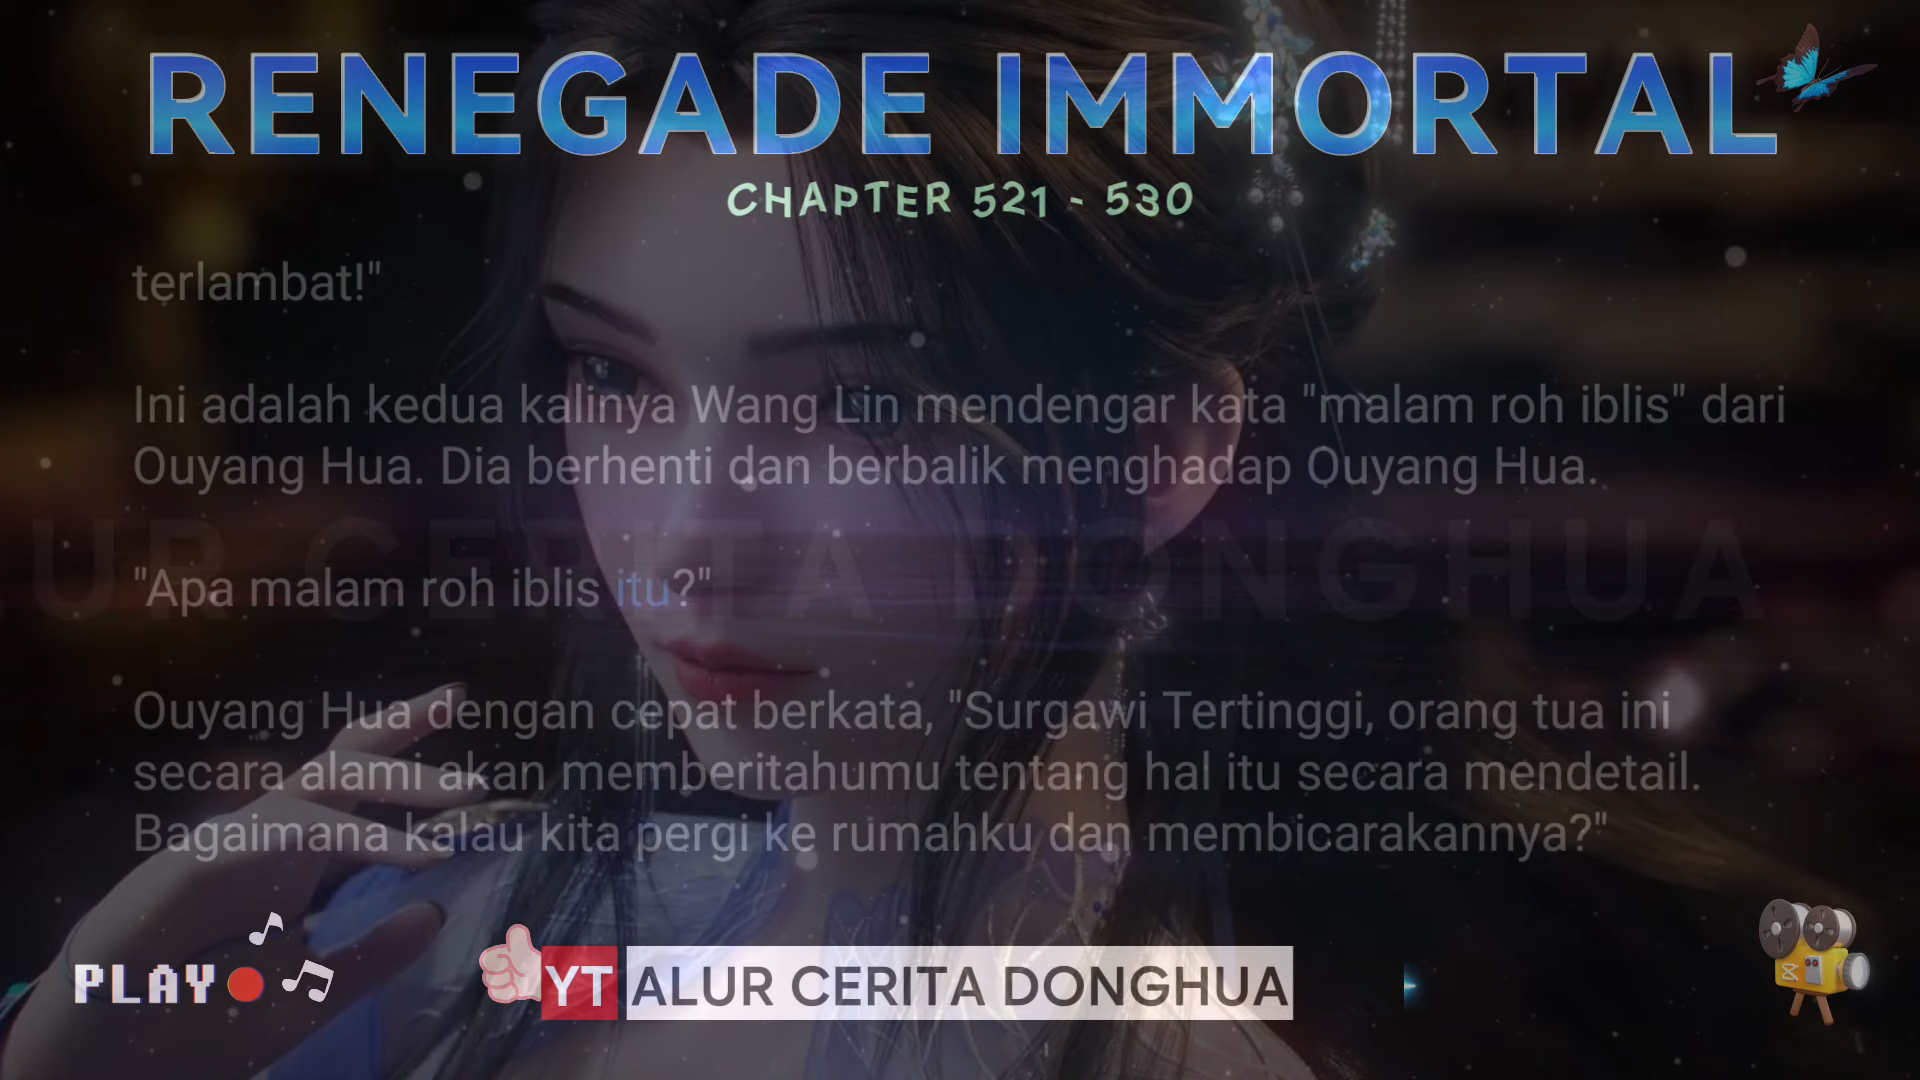 RENEGADE IMMORTAL
CHAPTER 521 - 530
terlambat!"
Ini adalah kedua kalinya Wang Lin mendengar kata "malam roh iblis" dari
Ouyang Hua. Dia berhenti dan berbalik menghadap Ouyang Hua.
UR CERITA DONGHUA
"Apa malam roh iblis itu?"
Ouyang Hua dengan cepat berkata, "Surgawi Tertinggi, orang tua ini
secara alami akan memberitahumu tentang hal itu secara mendetail.
Bagaimana kalau kita pergi ke rumahku dan membicarakannya?"
PLAY
YT ALUR CERITA DONGHUA